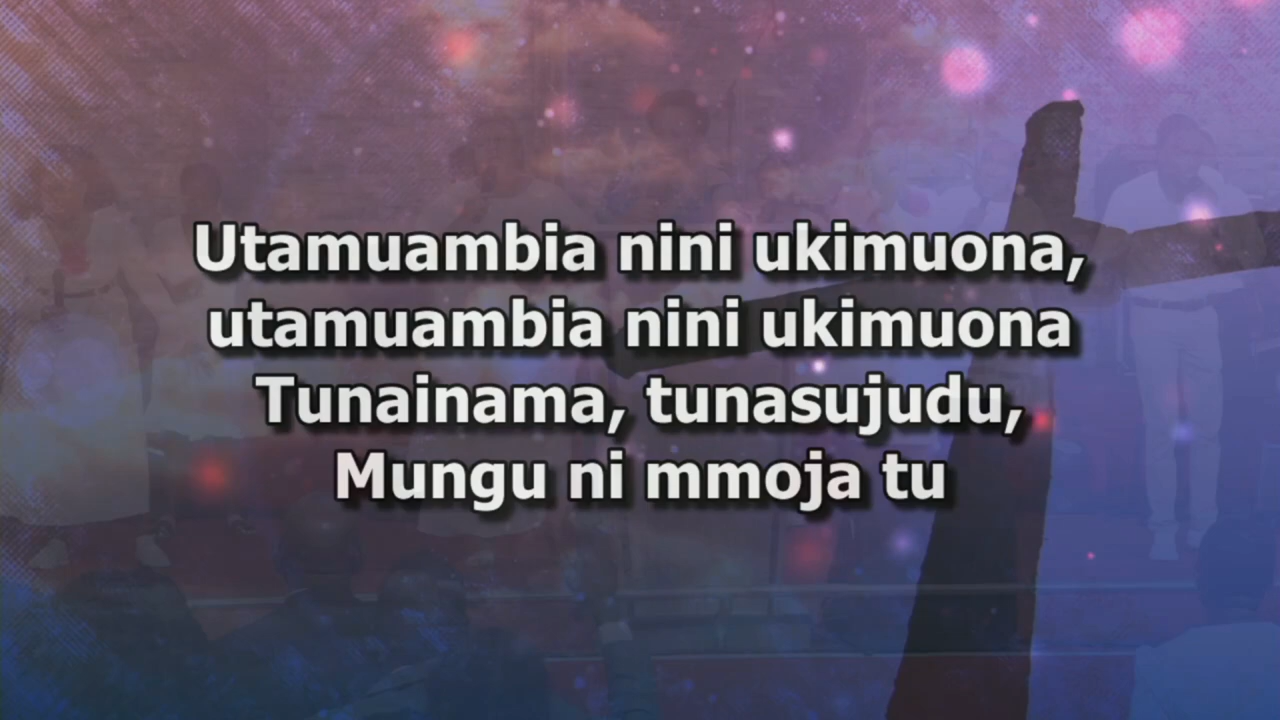 Utamuambia nini ukimuona,
utamuambia nini ukimuona
Tunainama, tunasujudu,
Mungu ni mmoja tu